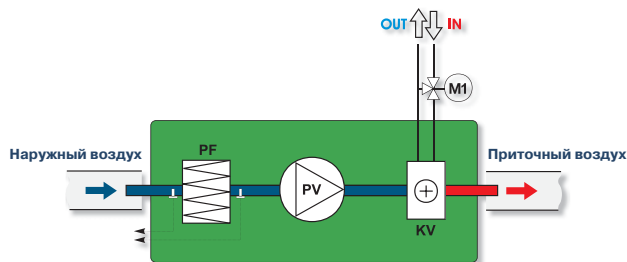 OUT IN
M1
Наружный воздух
PF
Приточный воздух
PV
KV